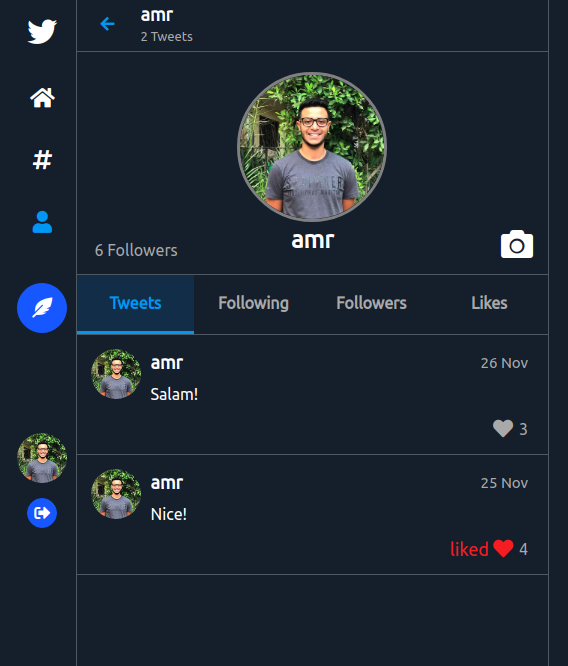 amr
2 Tweets
#
amr
6 Followers
Tweets Following Followers Likes
amr 26 Nov
Salam!
3
amr 25 Nov
Nice!
liked 4